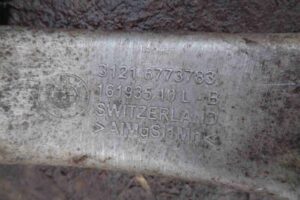 3121 6773783
161935 10 L - B
SWITZERLAND
>AlMgSi1Mn<